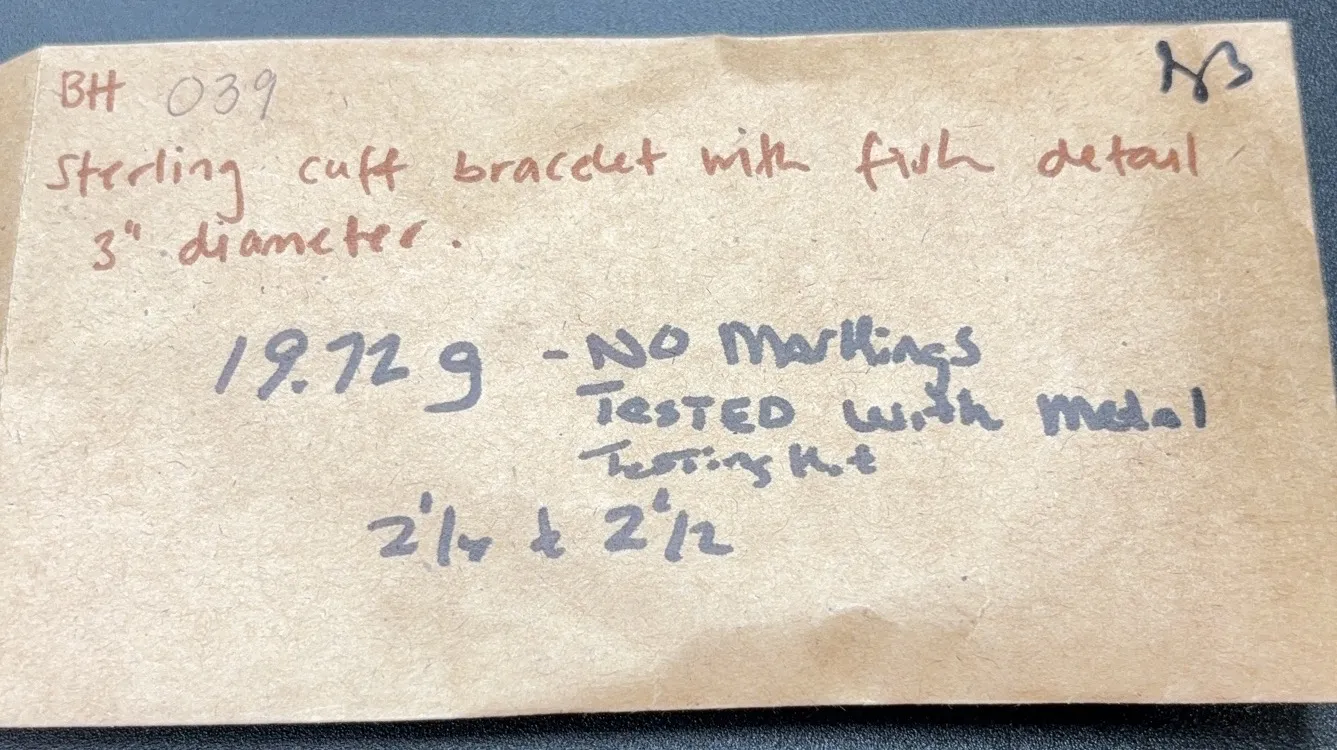 BH 039
Sterling cuff bracelet with fish detail
3" diameter.
19.72 g - NO Markings
TESTED with Medal
Testing Kit
2 1/4 & 2 1/2